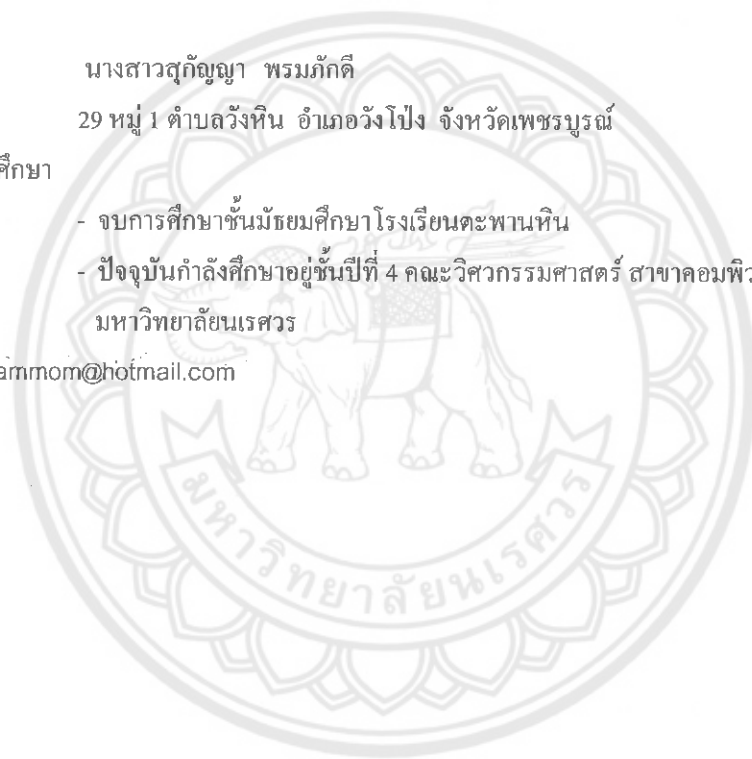 นางสาวสุกัญญา พรมภักดี
29 หมู่ 1 ตำบลวังหิน อำเภอวังโป่ง จังหวัดเพชรบูรณ์
ศึกษา
- จบการศึกษาชั้นมัธยมศึกษาโรงเรียนตะพานหิน
- ปัจจุบันกำลังศึกษาอยู่ชั้นปีที่ 4 คณะวิศวกรรมศาสตร์ สาขาคอมพิว
มหาวิทยาลัยนเรศวร
ammom@hotmail.com
มหาวิทยาลัยนเรศวร